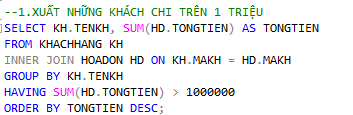 --1.XUẤT NHỮNG KHÁCH CHI TRÊN 1 TRIỆU
SELECT KH.TENKH, SUM(HD.TONGTIEN) AS TONGTIEN
FROM KHACHHANG KH
INNER JOIN HOADON HD ON KH.MAKH = HD.MAKH
GROUP BY KH.TENKH
HAVING SUM(HD.TONGTIEN) > 1000000
ORDER BY TONGTIEN DESC;